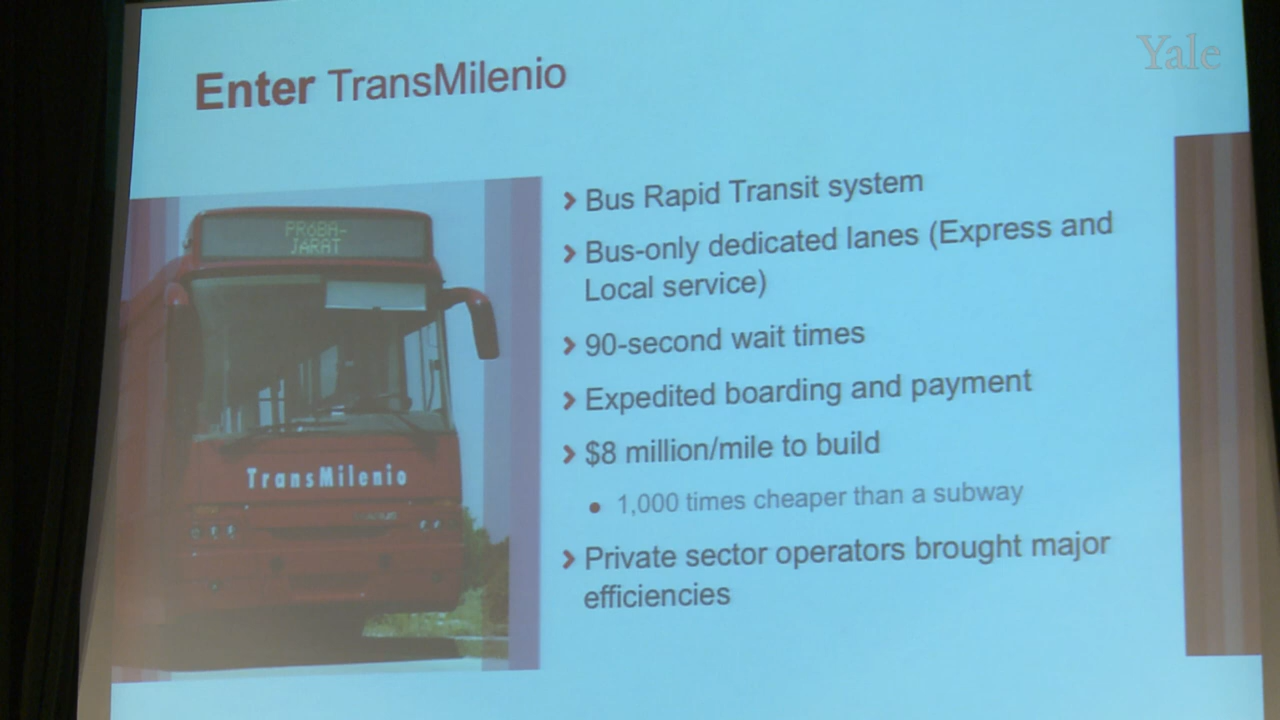 Yale
Enter TransMilenio
PRÓBA-
JÁRAT
TransMilenio
Bus Rapid Transit system
Bus-only dedicated lanes (Express and
Local service)
90-second wait times
Expedited boarding and payment
$8 million/mile to build
1,000 times cheaper than a subway
Private sector operators brought major
efficiencies